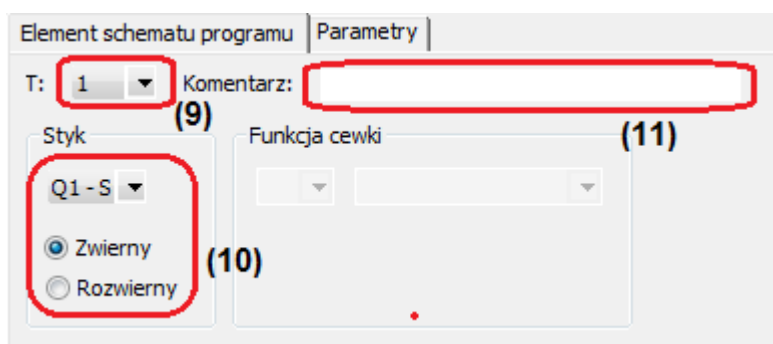 Element schematu programu Parametry
T: 1 Komentarz:
(9)
(11)
Styk Funkcja cewki
Q1 - S
Zwierny
(10)
Rozwierny